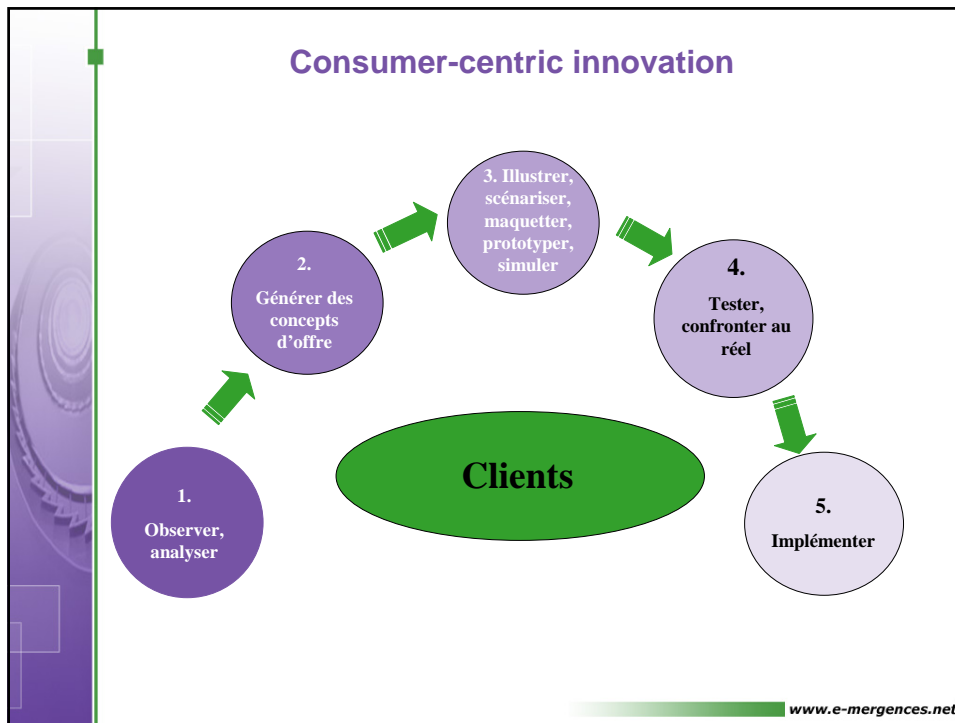 Consumer-centric innovation
3. Illustrer,
scénariser,
maquetter,
prototyper,
simuler
2.
Générer des
concepts
d’offre
4.
Tester,
confronter au
réel
Clients
1.
Observer,
analyser
5.
Implémenter
www.e-mergences.net